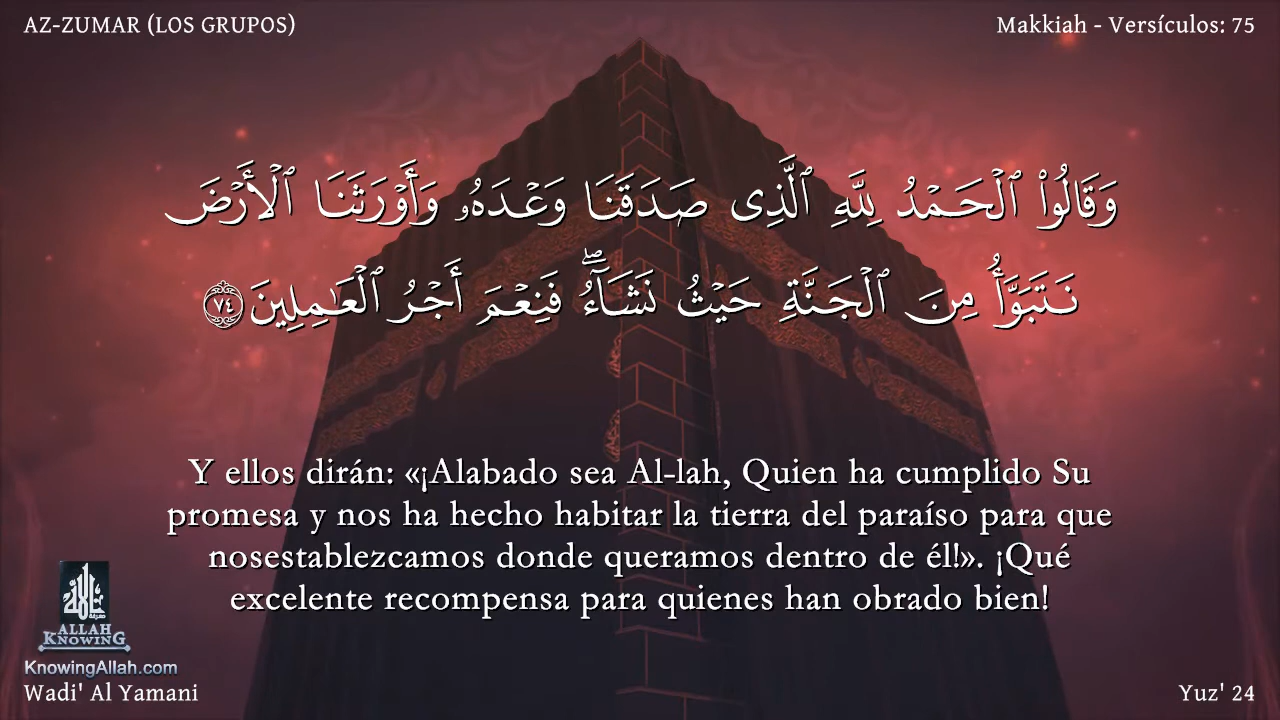 AZ-ZUMAR (LOS GRUPOS)
Makkiah - Versículos: 75
وَقَالُوا۟ ٱلْحَمْدُ لِلَّهِ ٱلَّذِى صَدَقَنَا وَعْدَهُۥ وَأَوْرَثَنَا ٱلْأَرْضَ
نَتَبَوَّأُ مِنَ ٱلْجَنَّةِ حَيْثُ نَشَآءُ ۖ فَنِعْمَ أَجْرُ ٱلْعَـٰمِلِينَ ٧٤
Y ellos dirán: «¡Alabado sea Al-lah, Quien ha cumplido Su
promesa y nos ha hecho habitar la tierra del paraíso para que
nosestablezcamos donde queramos dentro de él!». ¡Qué
excelente recompensa para quienes han obrado bien!
ALLAH
KNOWING
KnowingAllah.com
Wadi' Al Yamani
Yuz' 24